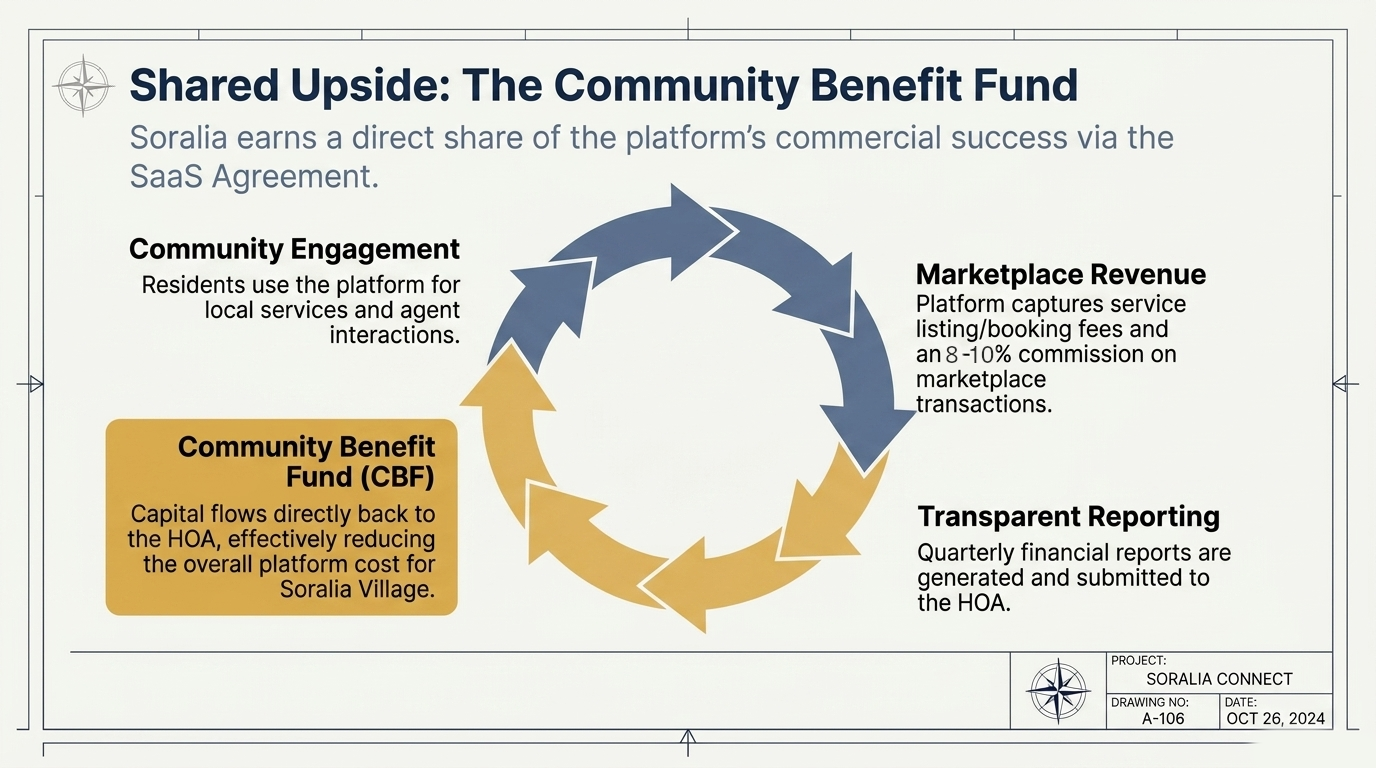 Shared Upside: The Community Benefit Fund
Soralia earns a direct share of the platform’s commercial success via the
SaaS Agreement.
Community Engagement
Residents use the platform for
local services and agent
interactions.
Marketplace Revenue
Platform captures service
listing/booking fees and
an 8-10% commission on
marketplace
transactions.
Community Benefit
Fund (CBF)
Capital flows directly back to
the HOA, effectively reducing
the overall platform cost for
Soralia Village.
Transparent Reporting
Quarterly financial reports are
generated and submitted to
the HOA.
PROJECT:
SORALIA CONNECT
DRAWING NO:
A-106
DATE:
OCT 26, 2024